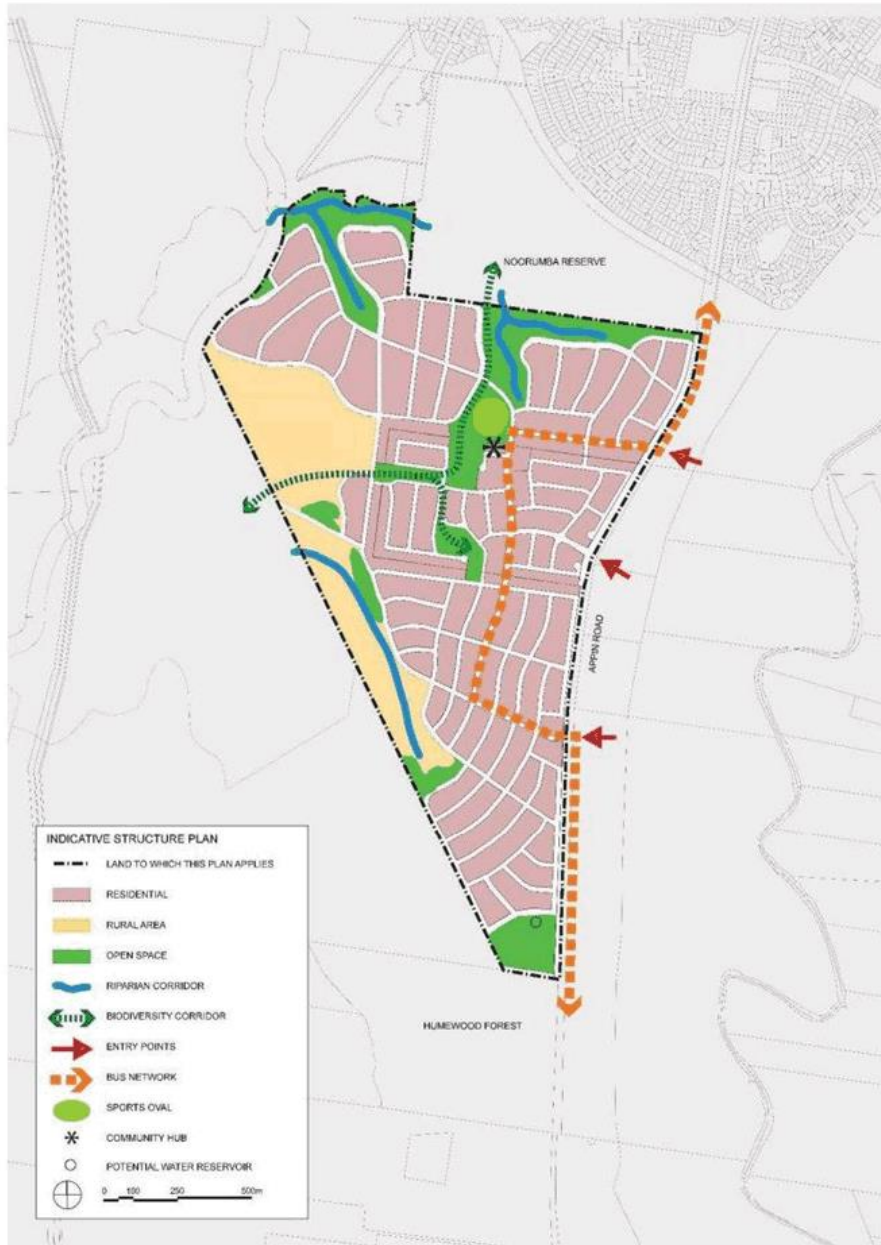 NOORUMBA RESERVE
APPIN ROAD
HUMEWOOD FOREST
INDICATIVE STRUCTURE PLAN
LAND TO WHICH THIS PLAN APPLIES
RESIDENTIAL
RURAL AREA
OPEN SPACE
RIPARIAN CORRIDOR
BIODIVERSITY CORRIDOR
ENTRY POINTS
BUS NETWORK
SPORTS OVAL
COMMUNITY HUB
POTENTIAL WATER RESERVOIR
0 100 250 500m